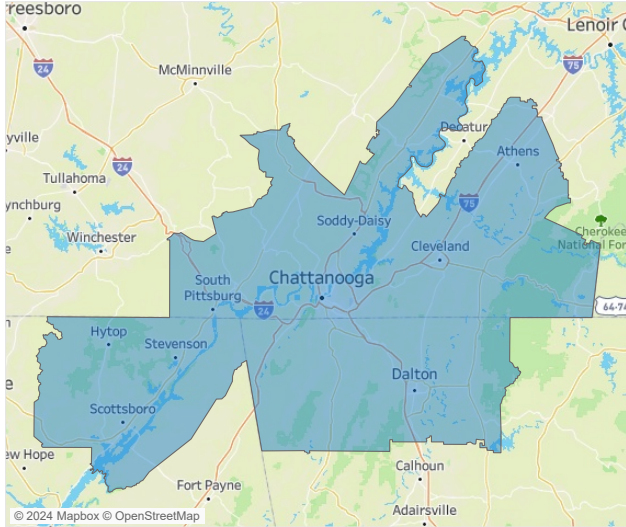 reesboro
Lenoir C
24
75
McMinnville
yville
Decatur
24
Athens
Tullahoma
75
ynchburg
Soddy-Daisy
Cherokee
National For
Winchester
Cleveland
Chattanooga
South
Pittsburg
24
64-74
n
Hytop
Stevenson
e
Dalton
Scottsboro
ew Hope
Calhoun
Fort Payne
Adairsville
© 2024 Mapbox © OpenStreetMap